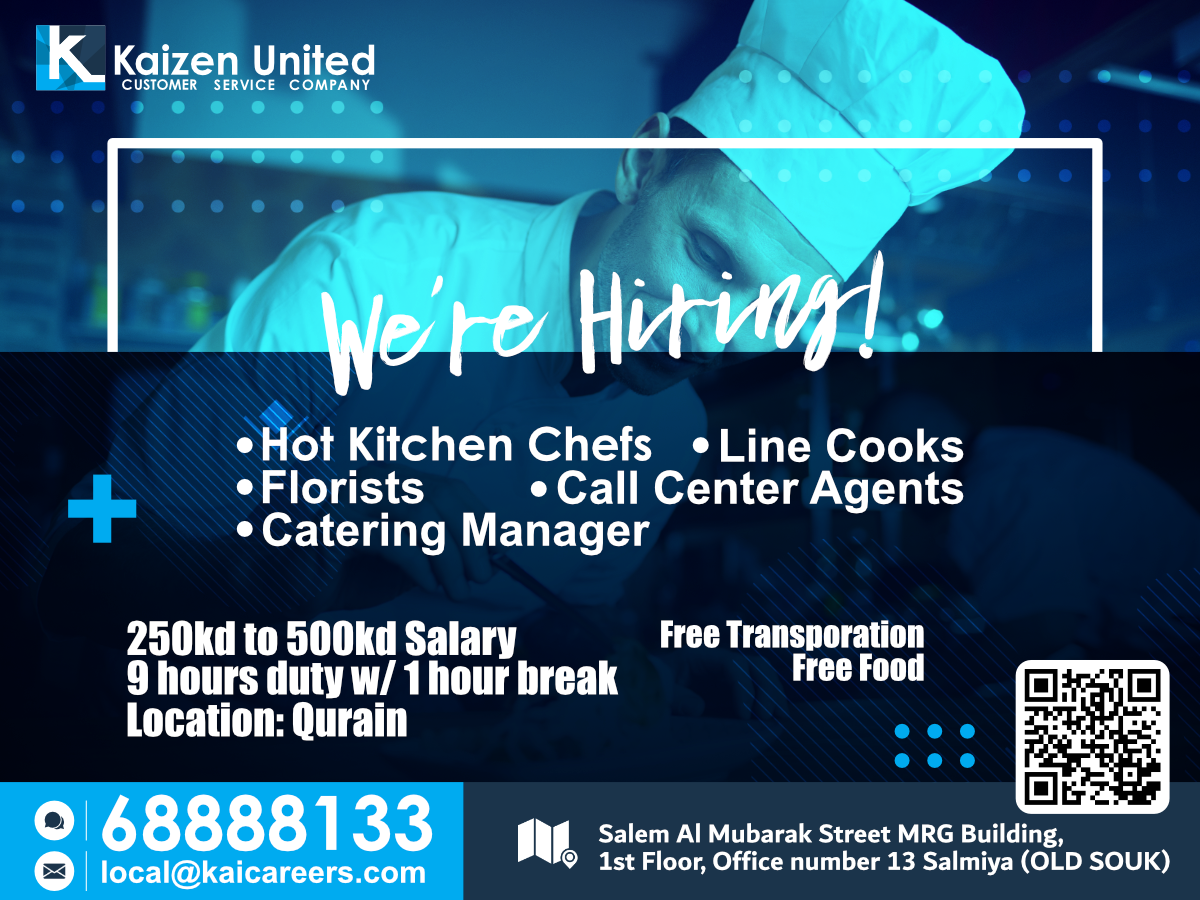 Kaizen United
CUSTOMER SERVICE COMPANY
We're Hiring!
•Hot Kitchen Chefs •Line Cooks
•Florists •Call Center Agents
•Catering Manager
250kd to 500kd Salary
9 hours duty w/ 1 hour break
Location: Qurain
Free Transporation
Free Food
68888133
local@kaicareers.com
Salem Al Mubarak Street MRG Building,
1st Floor, Office number 13 Salmiya (OLD SOUK)